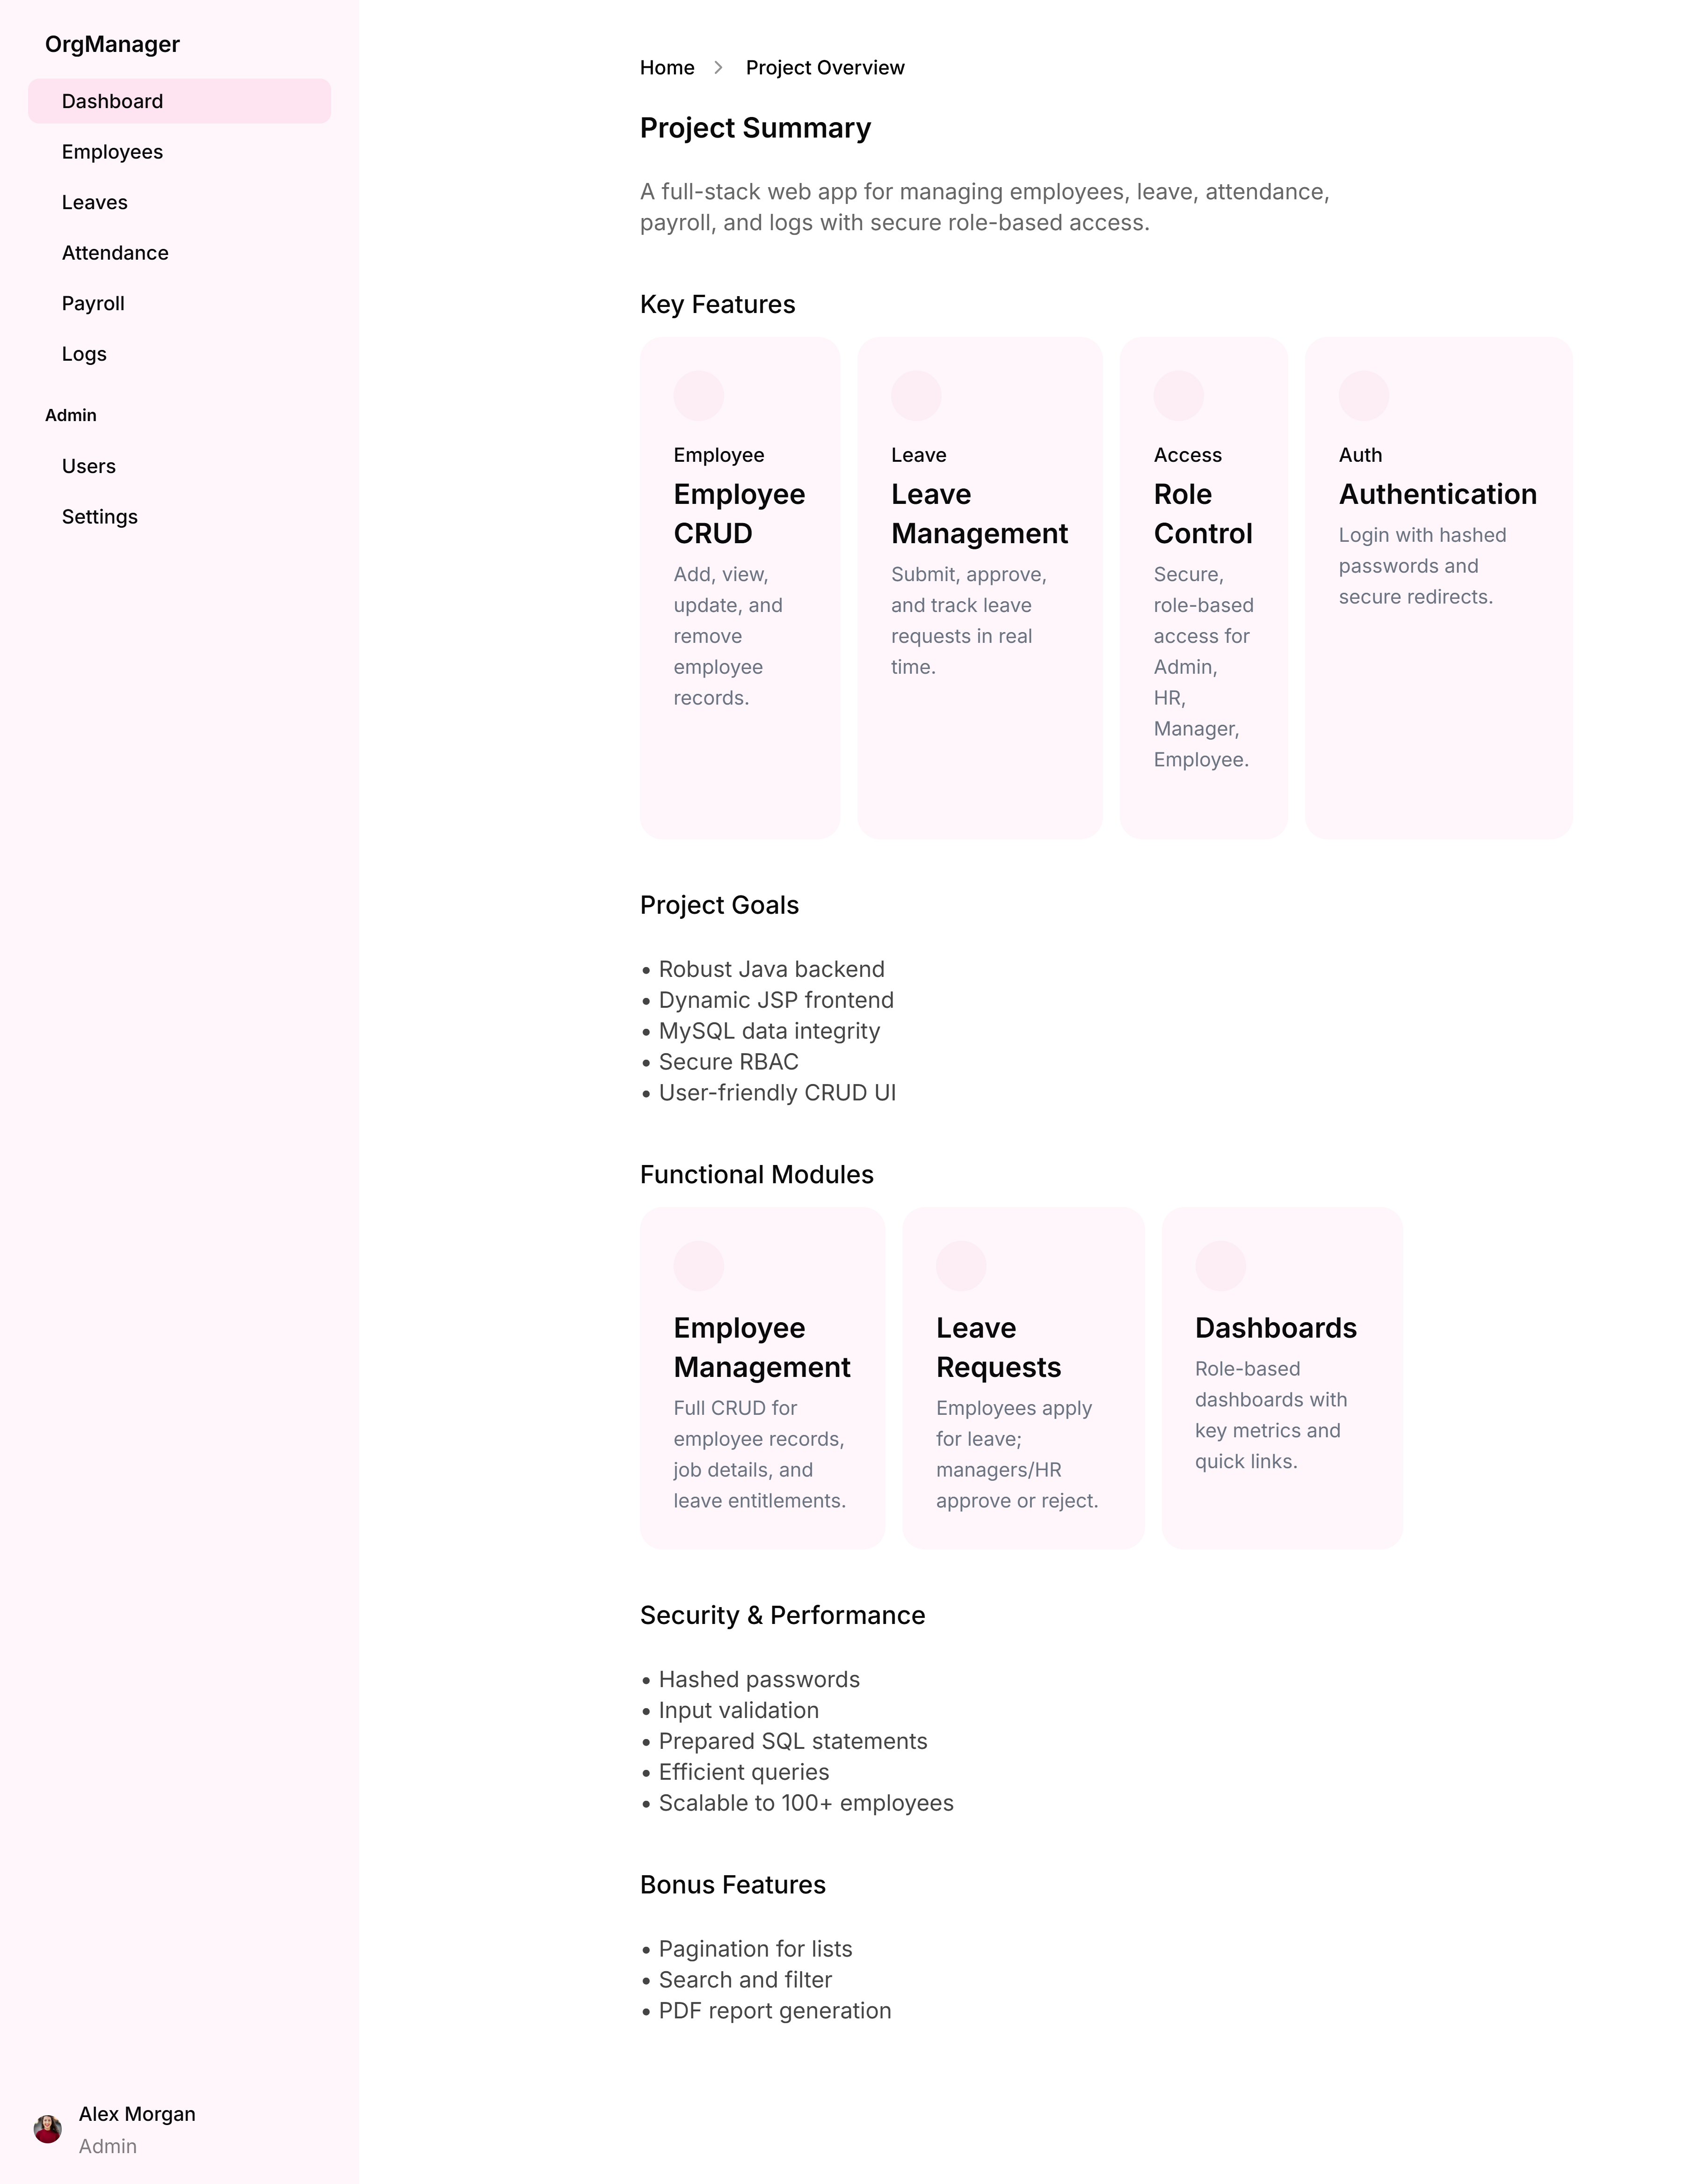 OrgManager
Dashboard
Employees
Leaves
Attendance
Payroll
Logs
Admin
Users
Settings
Alex Morgan
Admin
Home > Project Overview
Project Summary
A full-stack web app for managing employees, leave, attendance,
payroll, and logs with secure role-based access.
Key Features
Employee
Employee
CRUD
Add, view,
update, and
remove
employee
records.
Leave
Leave
Management
Submit, approve,
and track leave
requests in real
time.
Access
Role
Control
Secure,
role-based
access for
Admin,
HR,
Manager,
Employee.
Auth
Authentication
Login with hashed
passwords and
secure redirects.
Project Goals
• Robust Java backend
• Dynamic JSP frontend
• MySQL data integrity
• Secure RBAC
• User-friendly CRUD UI
Functional Modules
Employee
Management
Full CRUD for
employee records,
job details, and
leave entitlements.
Leave
Requests
Employees apply
for leave;
managers/HR
approve or reject.
Dashboards
Role-based
dashboards with
key metrics and
quick links.
Security & Performance
• Hashed passwords
• Input validation
• Prepared SQL statements
• Efficient queries
• Scalable to 100+ employees
Bonus Features
• Pagination for lists
• Search and filter
• PDF report generation